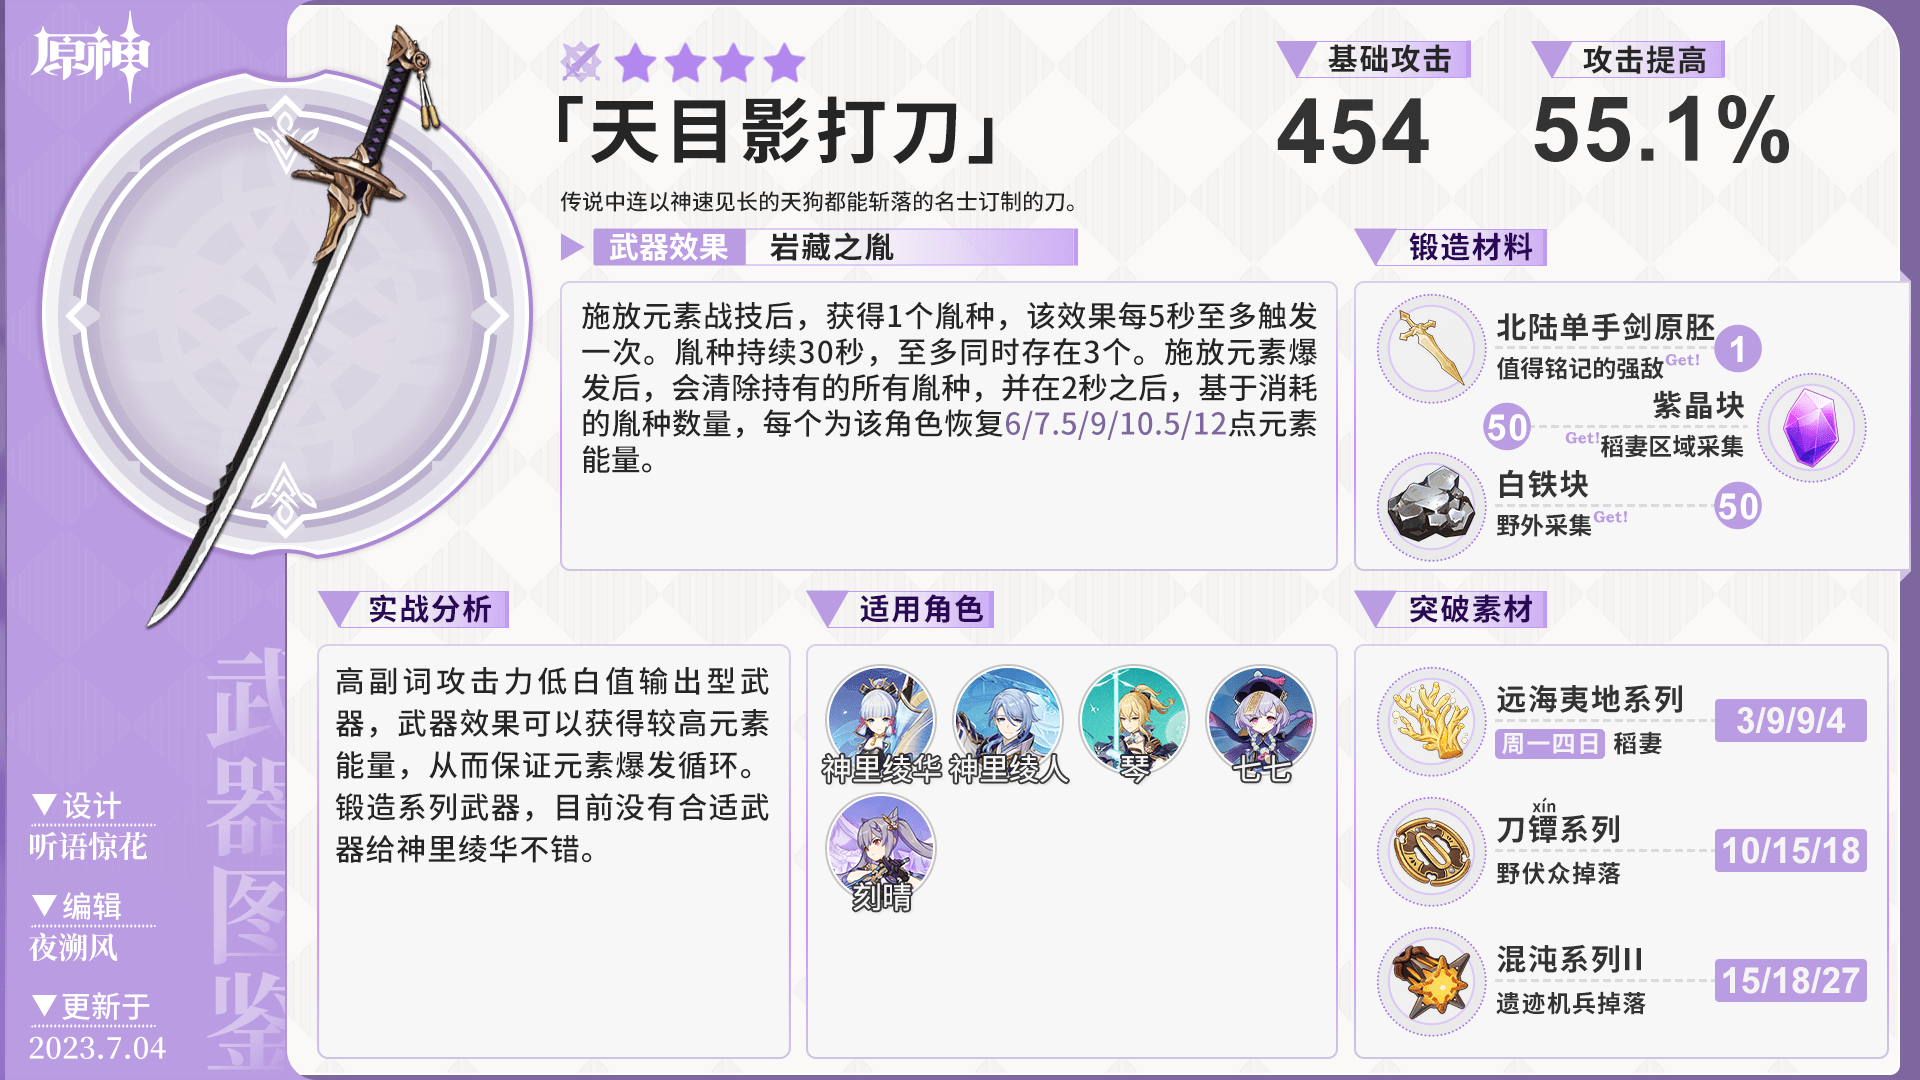 原神
「天目影打刀」
传说中连以神速见长的天狗都能斩落的名士订制的刀。
基础攻击
454
攻击提高
55.1%
武器效果
岩藏之胤
施放元素战技后，获得1个胤种，该效果每5秒至多触发
一次。胤种持续30秒，至多同时存在3个。施放元素爆
发后，会清除持有的所有胤种，并在2秒之后，基于消耗
的胤种数量，每个为该角色恢复6/7.5/9/10.5/12点元素
能量。
锻造材料
北陆单手剑原胚
1
值得铭记的强敌Get!
紫晶块
50
Get!稻妻区域采集
白铁块
50
野外采集Get!
实战分析
高副词攻击力低白值输出型武
器，武器效果可以获得较高元素
能量，从而保证元素爆发循环。
锻造系列武器，目前没有合适武
器给神里绫华不错。
适用角色
神里绫华
神里绫人
琴
七七
刻晴
突破素材
远海夷地系列
3/9/9/4
周一四日 稻妻
xín
刀镡系列
10/15/18
野伏众掉落
混沌系列II
15/18/27
遗迹机兵掉落
武器图鉴
▼设计
听语惊花
▼编辑
夜溯风
▼更新于
2023.7.04